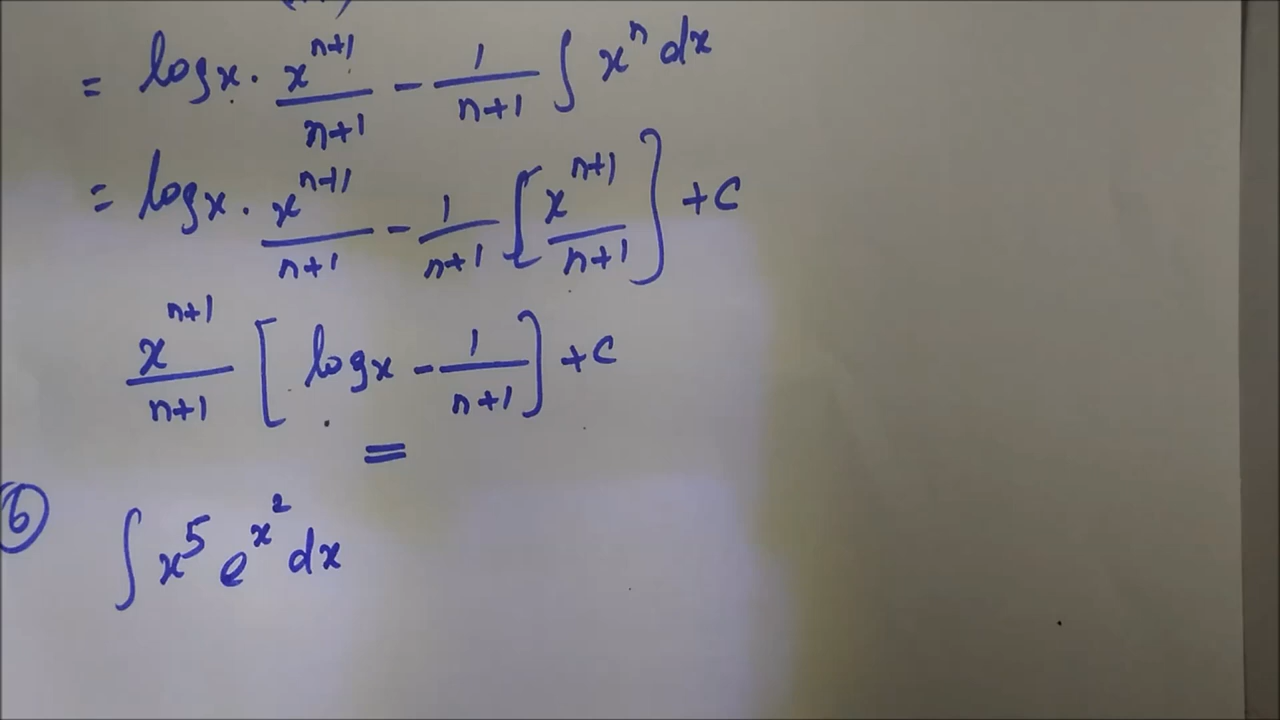 = log x · x^(n+1)/(n+1) − 1/(n+1) ∫ x^n dx
= log x · x^(n+1)/(n+1) − 1/(n+1) [x^(n+1)/(n+1)] + c
x^(n+1)/(n+1) [log x − 1/(n+1)] + c
=
6 ∫ x^5 e^(x^2) dx